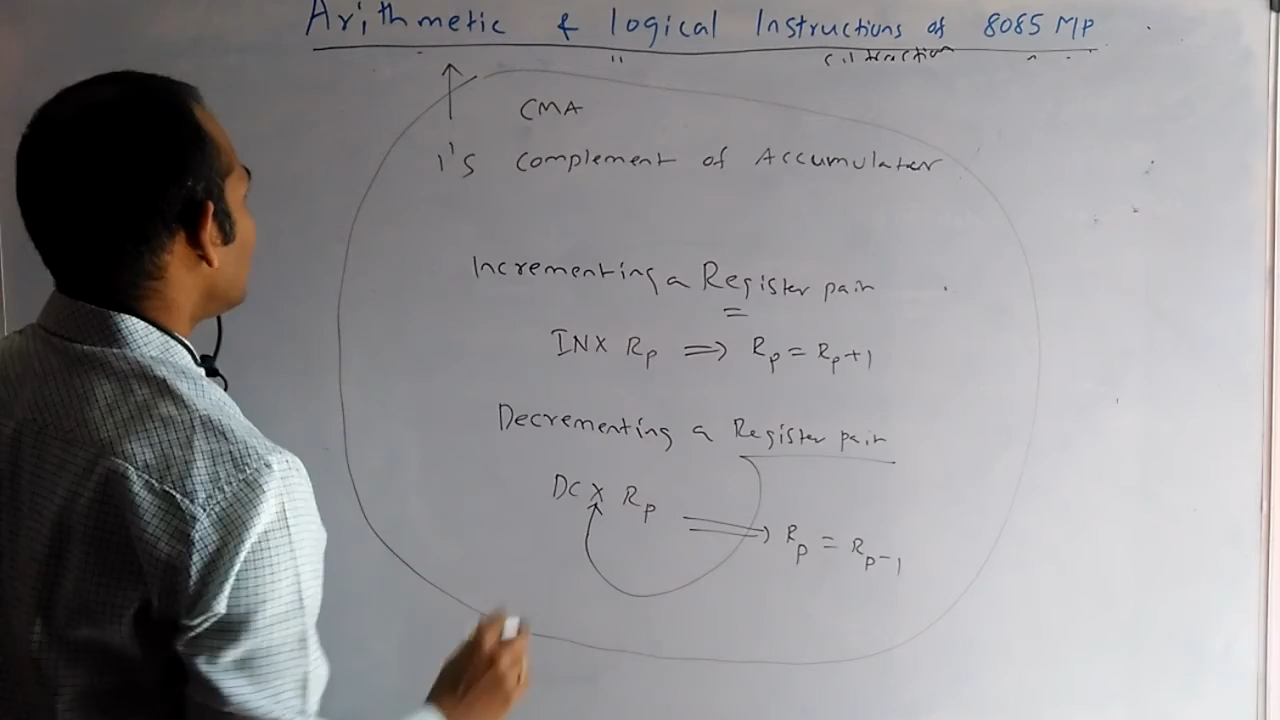 Arithmetic & logical Instructions of 8085 MP
CMA
1's complement of Accumulator
Incrementing a Register pair
INX Rp => Rp = Rp+1
Decrementing a Register pair
DCX Rp => Rp = Rp-1